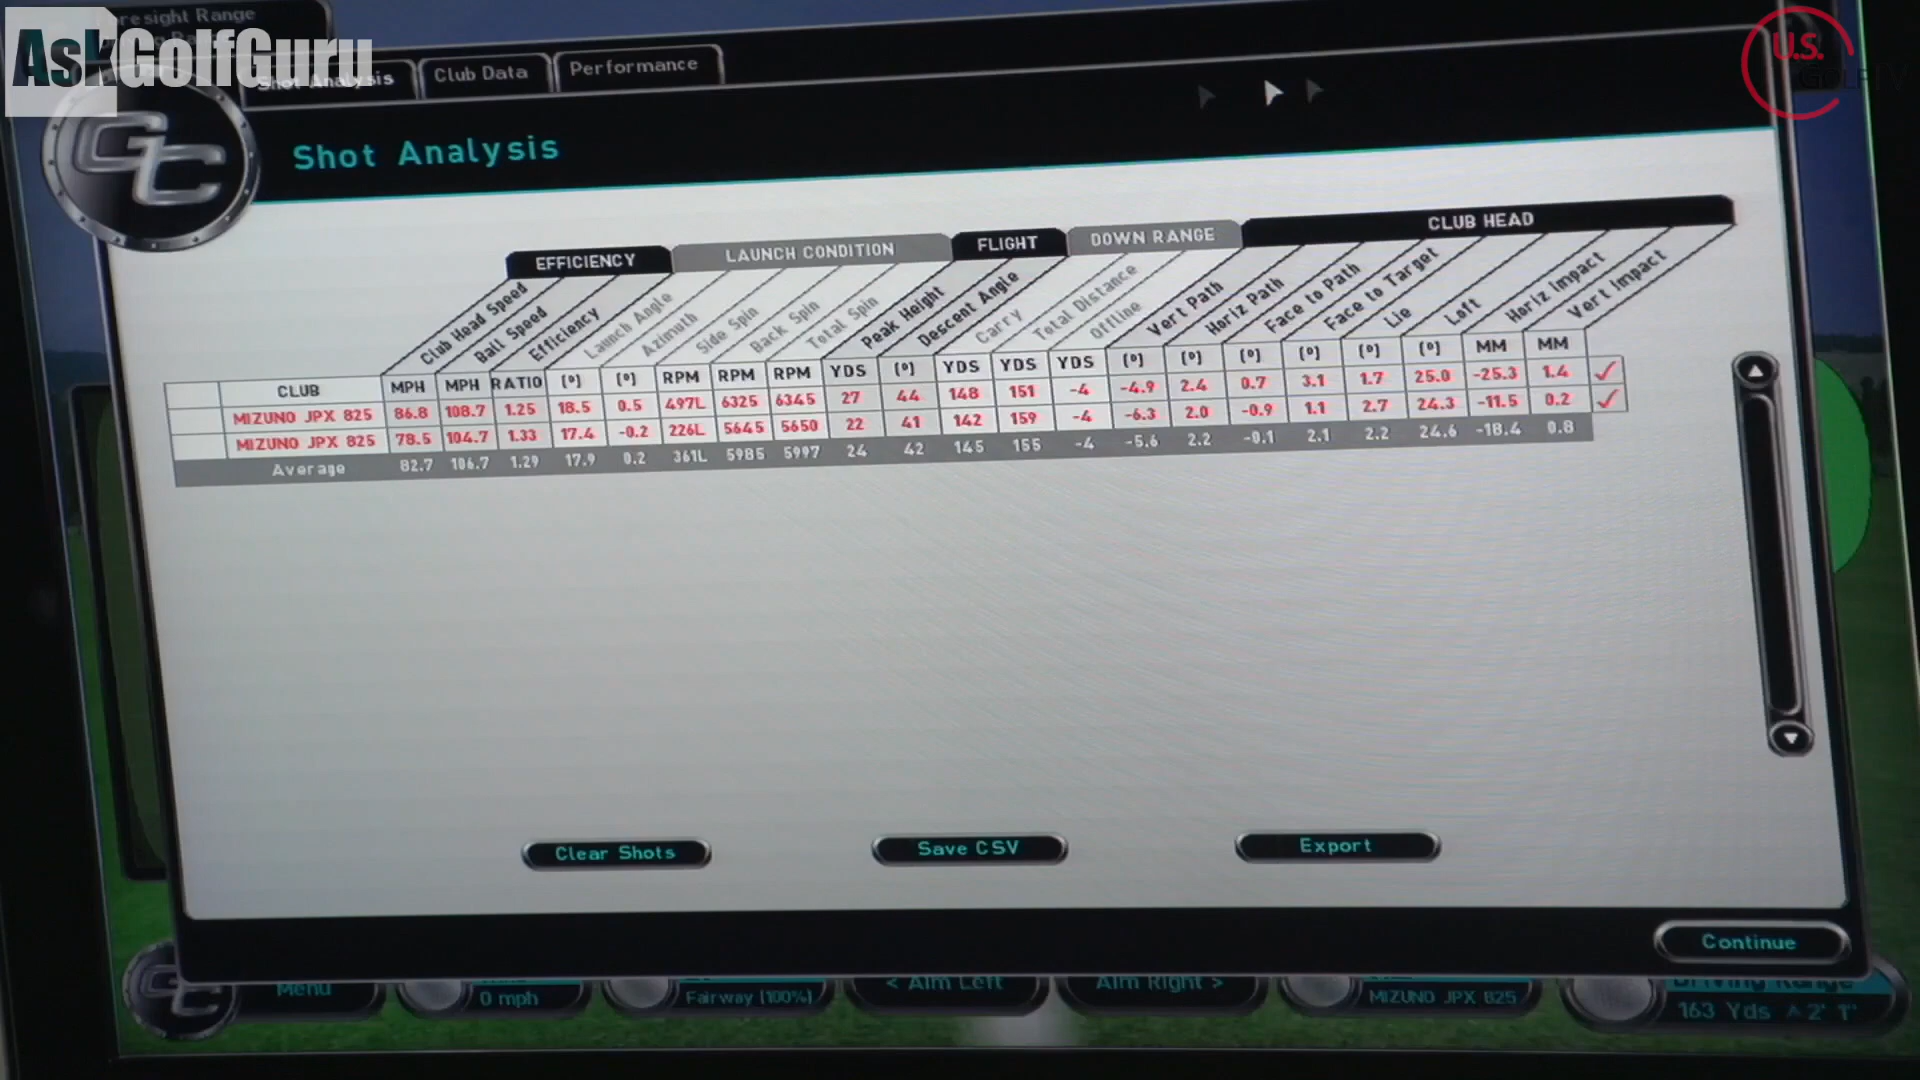 Foresight Range
AskGolfGuru
U.S.
GOLFTV
Shot Analysis
Club Data
Performance
GC
Shot Analysis
EFFICIENCY LAUNCH CONDITION FLIGHT DOWN RANGE CLUB HEAD
Club Head Speed Ball Speed Efficiency Launch Angle Azimuth Side Spin Back Spin Total Spin Peak Height Descent Angle Carry Total Distance Offline Vert Path Horiz Path Face to Path Face to Target Lie Loft Horiz Impact Vert Impact
CLUB MPH MPH RATIO (º) (º) RPM RPM RPM YDS (º) YDS YDS YDS (º) (º) (º) (º) (º) (º) MM MM
MIZUNO JPX 825 86.8 108.7 1.25 18.5 0.5 497L 6325 6345 27 44 148 151 -4 -4.9 2.4 0.7 3.1 1.7 25.0 -25.3 1.4
MIZUNO JPX 825 78.5 104.7 1.33 17.4 -0.2 226L 5645 5650 22 41 142 159 -4 -6.3 2.0 -0.9 1.1 2.7 24.3 -11.5 0.2
Average 82.7 106.7 1.29 17.9 0.2 361L 5985 5997 24 42 145 155 -4 -5.6 2.2 -0.1 2.1 2.2 24.6 -18.4 0.8
Clear Shots Save CSV Export
Continue
Menu
0 mph
Fairway (100%)
< Aim Left
Aim Right >
MIZUNO JPX 825
Driving Range
163 Yds ^ 2' 1"